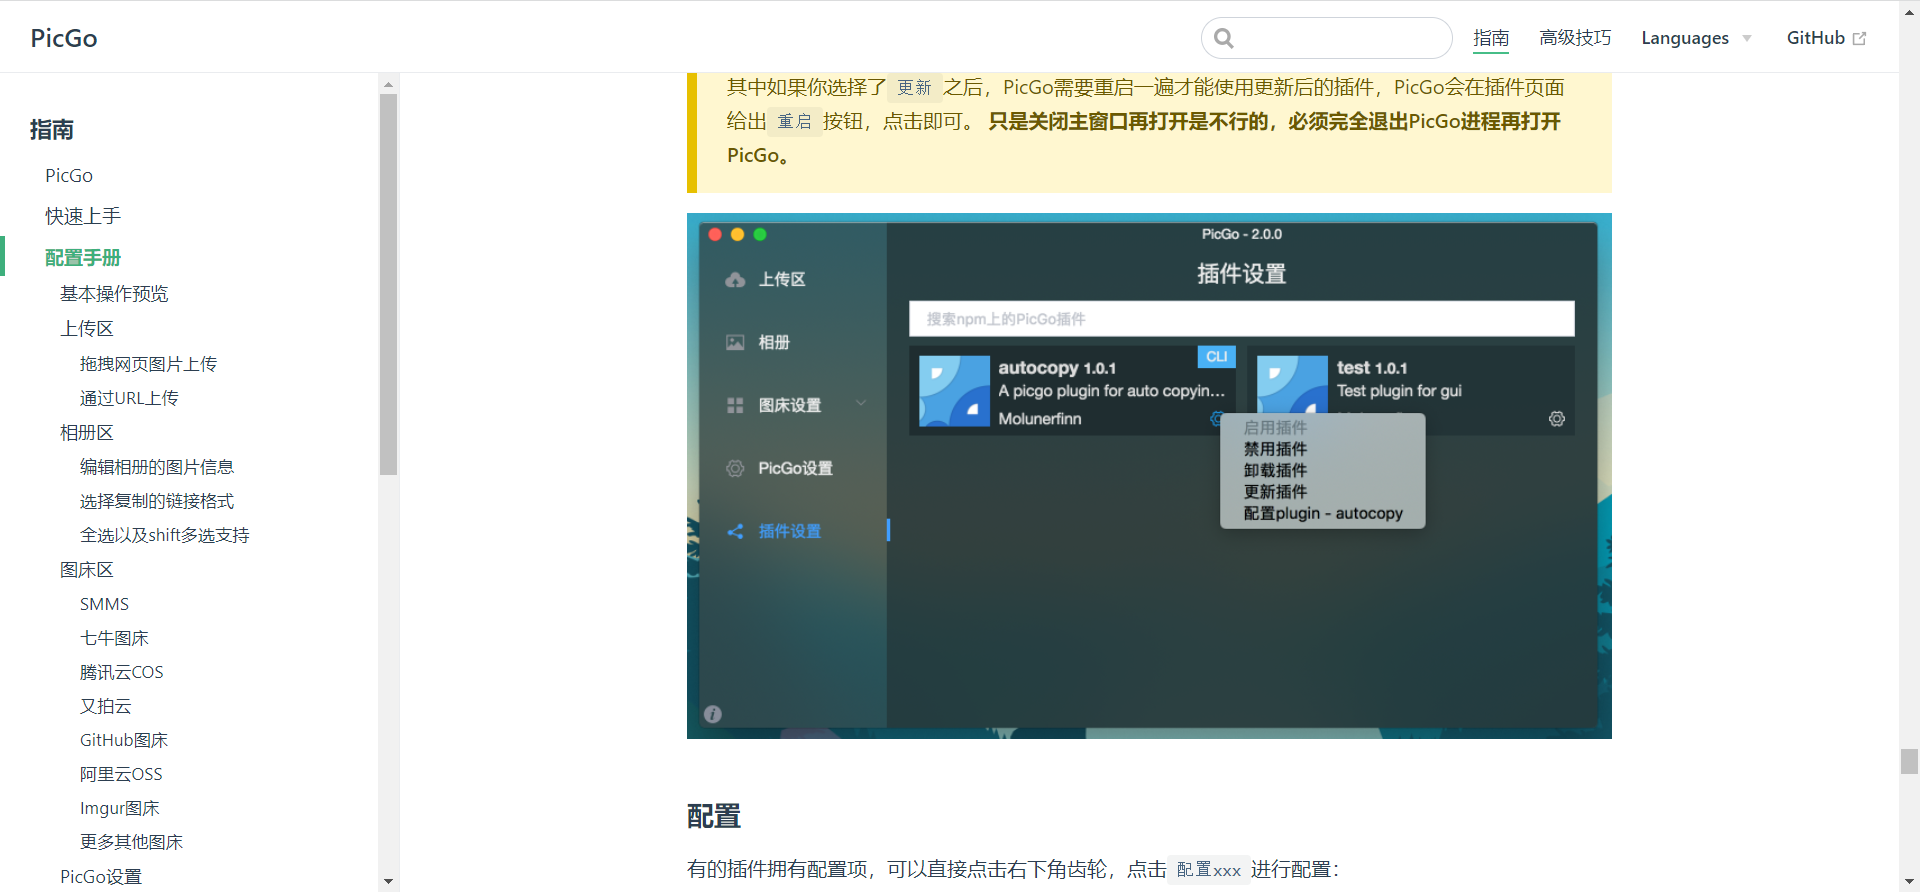 PicGo
指南
高级技巧
Languages
GitHub
指南
PicGo
快速上手
配置手册
基本操作预览
上传区
拖拽网页图片上传
通过URL上传
相册区
编辑相册的图片信息
选择复制的链接格式
全选以及shift多选支持
图床区
SMMS
七牛图床
腾讯云COS
又拍云
GitHub图床
阿里云OSS
Imgur图床
更多其他图床
PicGo设置
其中如果你选择了 更新 之后，PicGo需要重启一遍才能使用更新后的插件，PicGo会在插件页面
给出 重启 按钮，点击即可。 只是关闭主窗口再打开是不行的，必须完全退出PicGo进程再打开
PicGo。
PicGo - 2.0.0
上传区
相册
图床设置
PicGo设置
插件设置
插件设置
搜索npm上的PicGo插件
CLI
autocopy 1.0.1
A picgo plugin for auto copyin...
Molunerfinn
test 1.0.1
Test plugin for gui
启用插件
禁用插件
卸载插件
更新插件
配置plugin - autocopy
配置
有的插件拥有配置项，可以直接点击右下角齿轮，点击 配置xxx 进行配置：